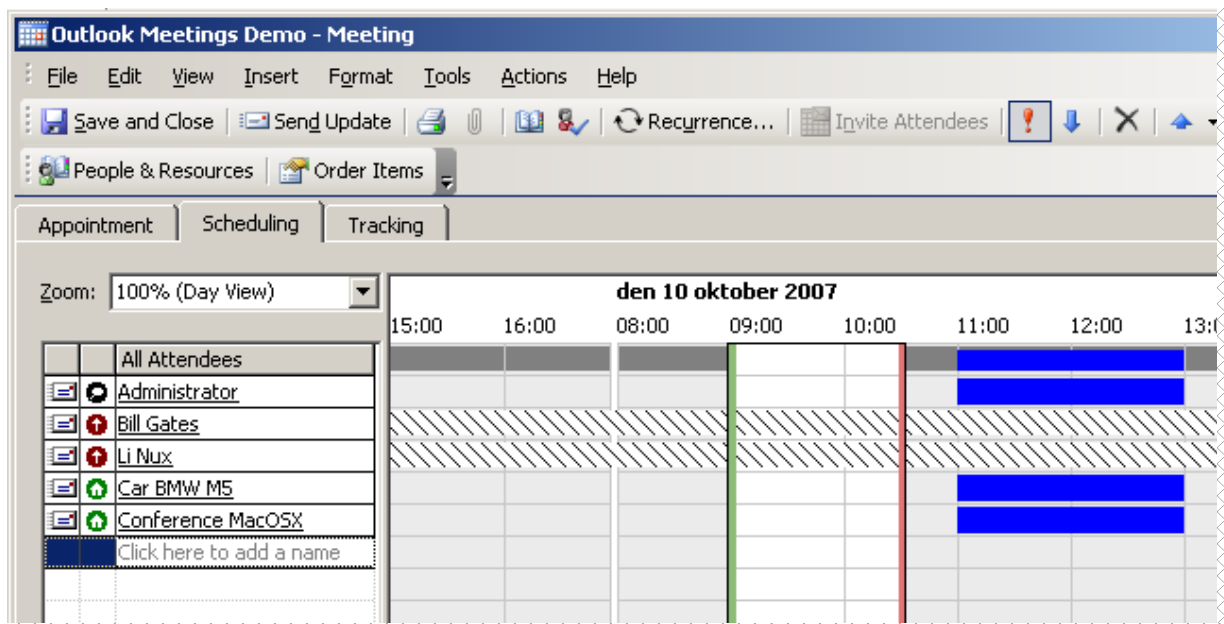 Outlook Meetings Demo - Meeting
File Edit View Insert Format Tools Actions Help
Save and Close Send Update Recurrence... Invite Attendees
People & Resources Order Items
Appointment Scheduling Tracking
Zoom: 100% (Day View) den 10 oktober 2007
15:00 16:00 08:00 09:00 10:00 11:00 12:00
All Attendees
Administrator
Bill Gates
Li Nux
Car BMW M5
Conference MacOSX
Click here to add a name